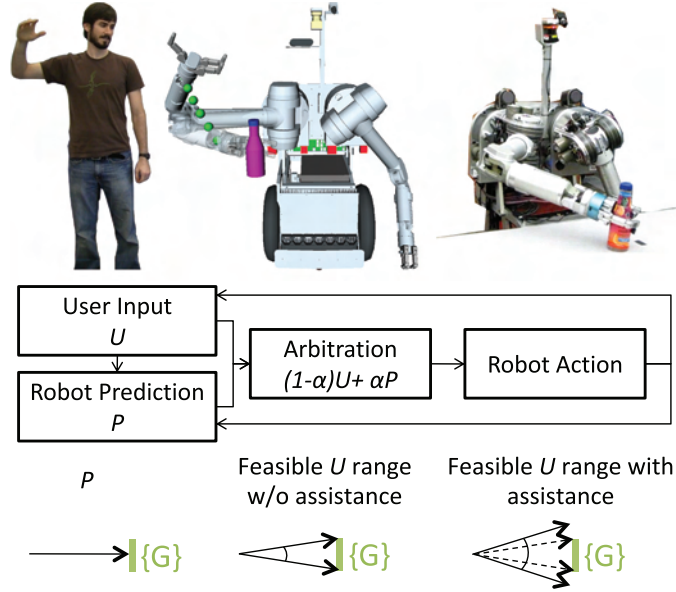 User Input
U
Robot Prediction
P
Arbitration
(1-α)U+ αP
Robot Action
P
Feasible U range
w/o assistance
Feasible U range with
assistance
{G}
{G}
{G}